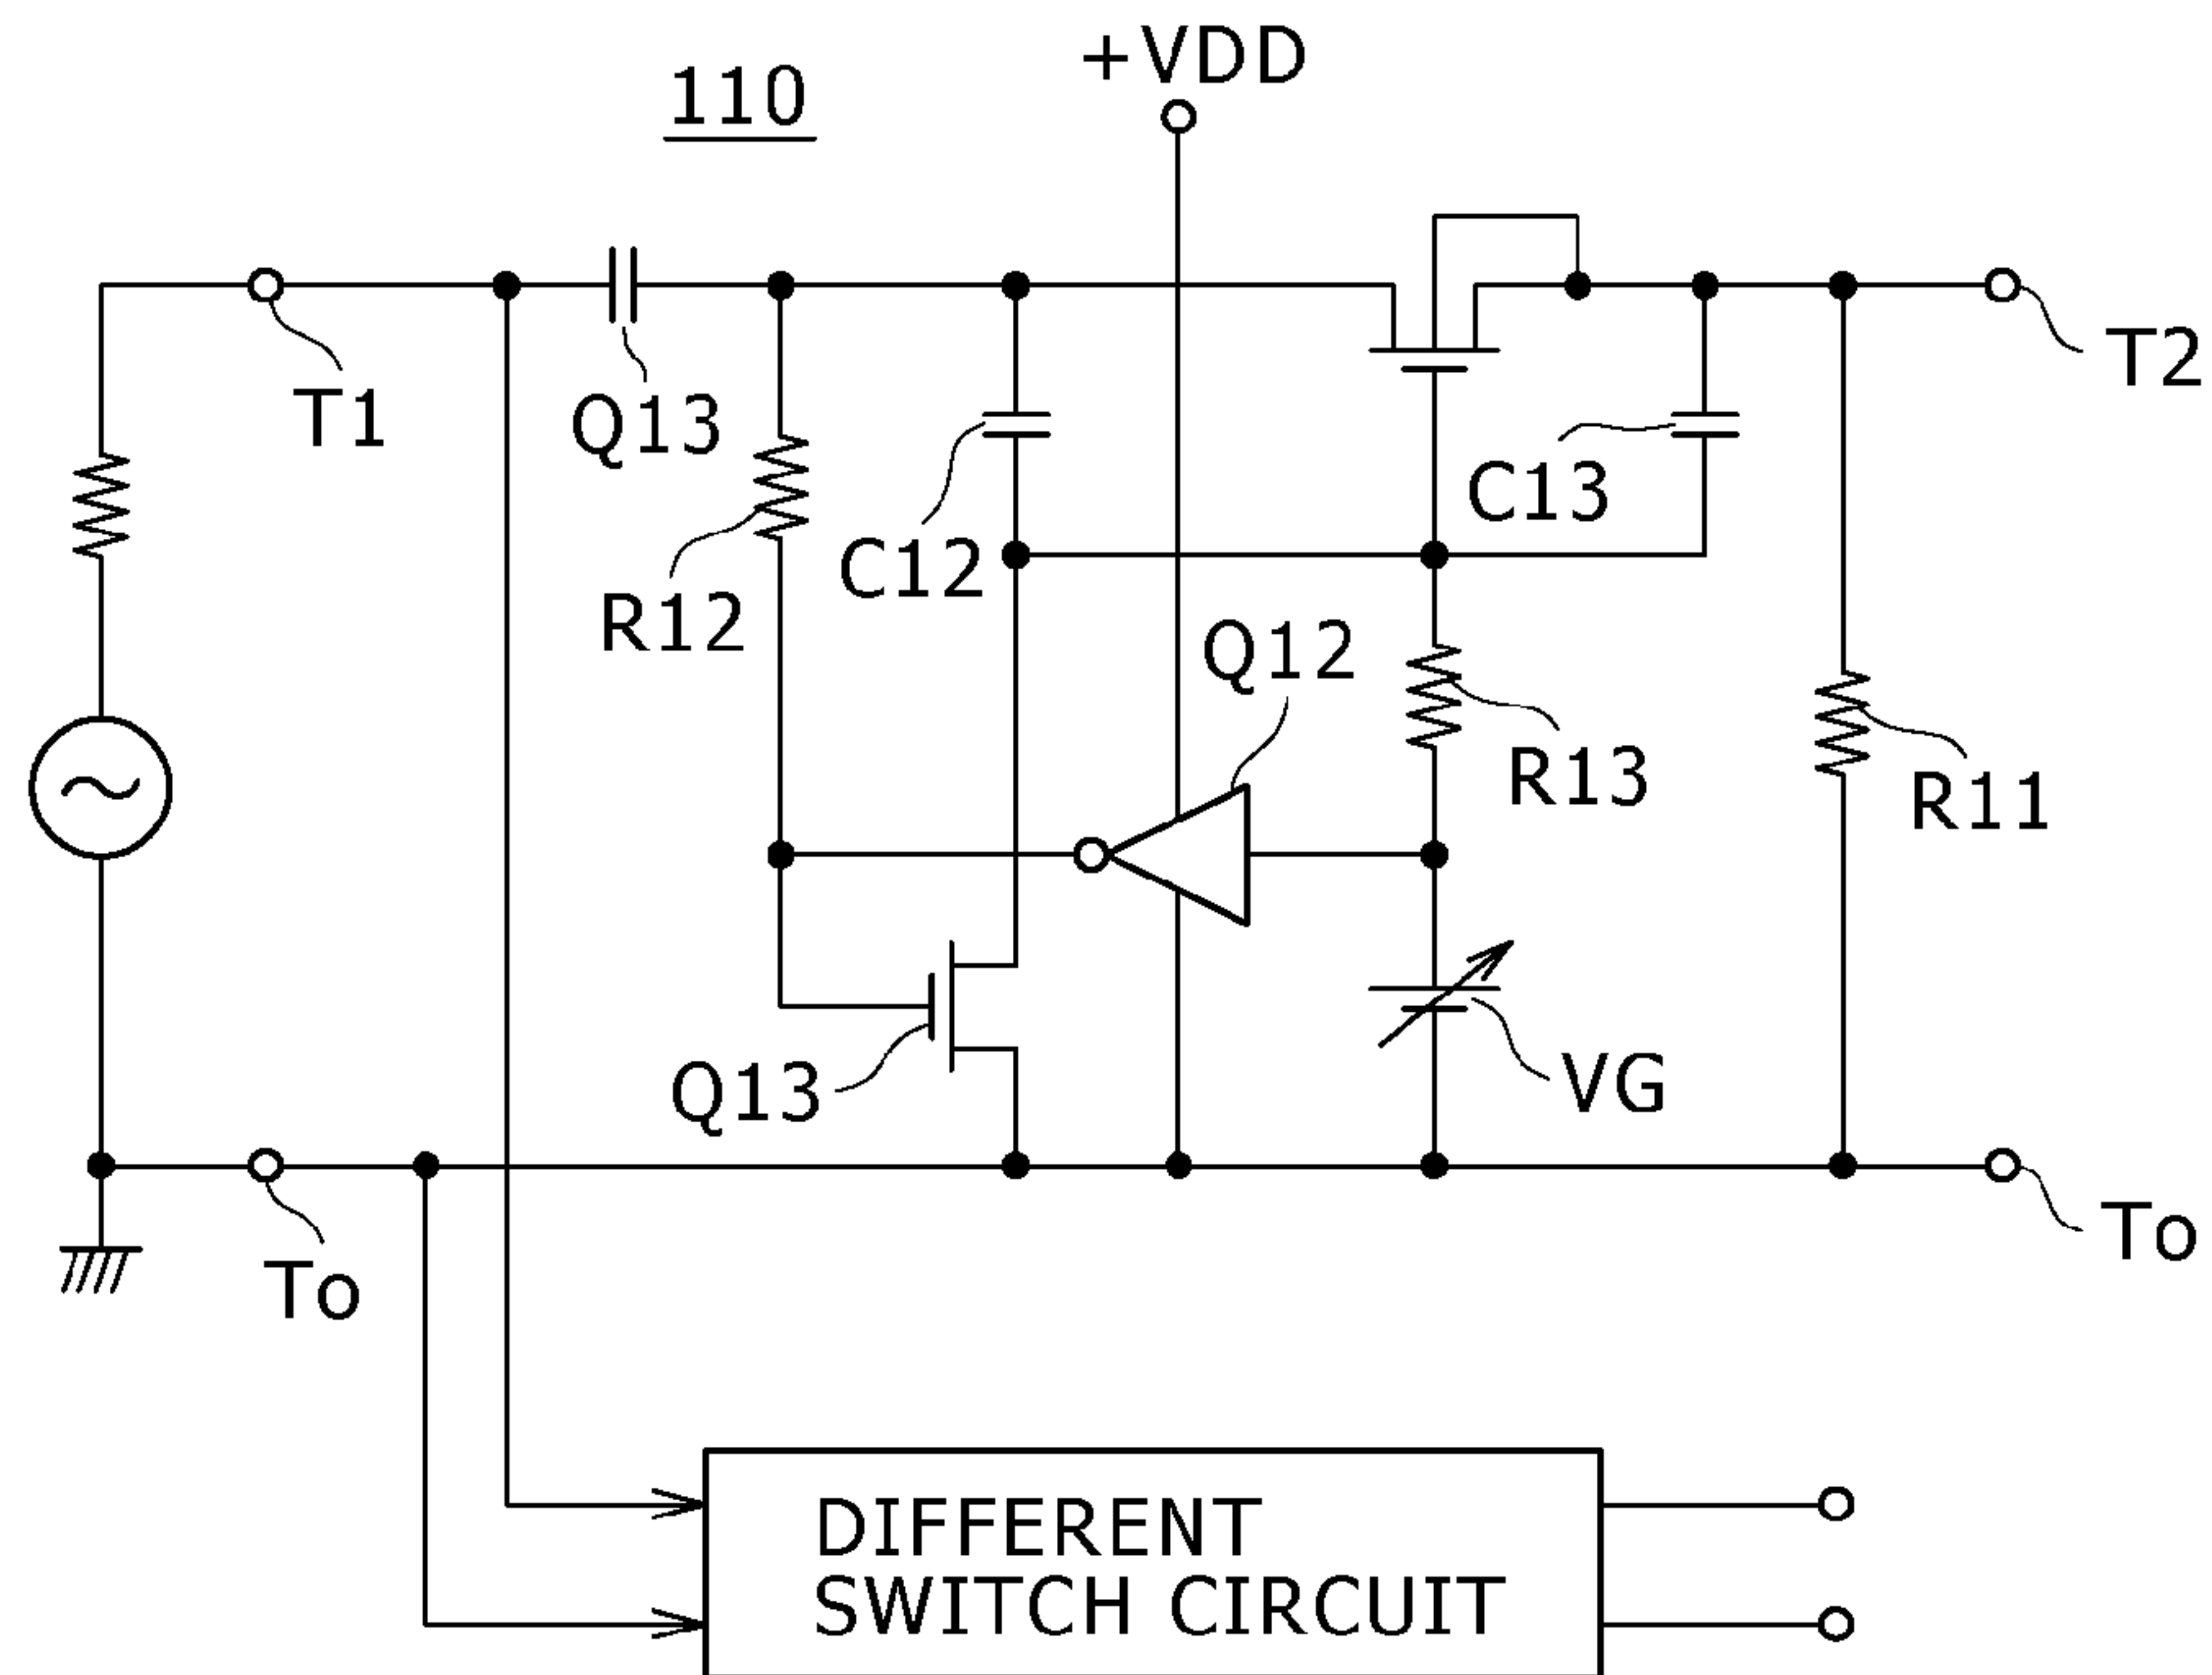 +VDD
110
T1
Q13
T2
C13
C12
R12
Q12
R13
R11
Q13
VG
To
To
DIFFERENT
SWITCH CIRCUIT